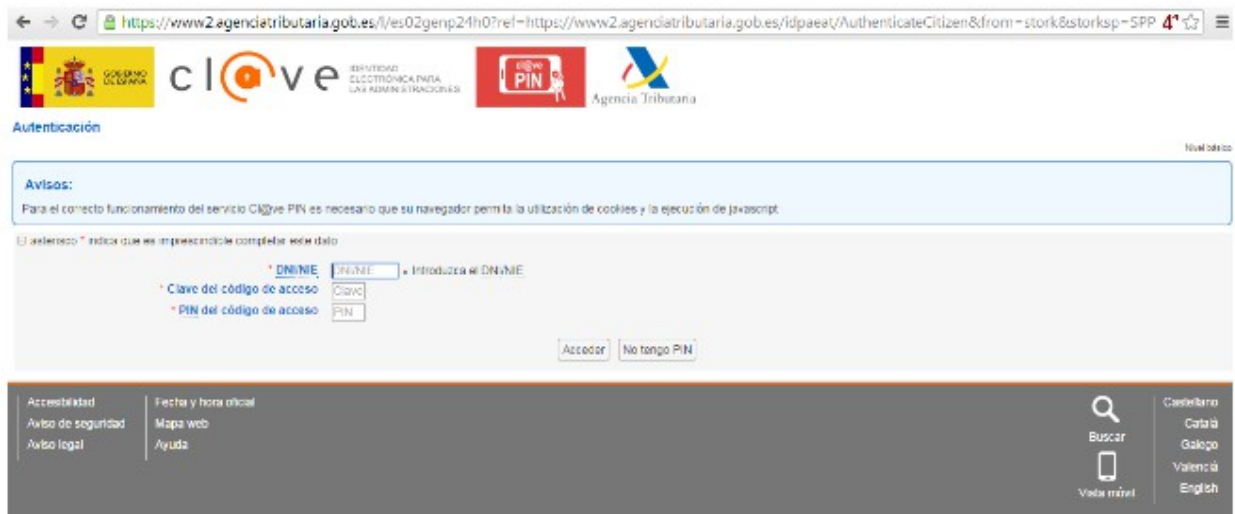 https://www2.agenciatributaria.gob.es/l/es02genp24h0?ref=https://www2.agenciatributaria.gob.es/idpaeat/AuthenticateCitizen&from=stork&storksp=SPP
GOBIERNO DE ESPAÑA
cl@ve
IDENTIDAD
ELECTRÓNICA PARA
LAS ADMINISTRACIONES
cl@ve
PIN
Agencia Tributaria
Autenticación
Nivel básico
Avisos:
Para el correcto funcionamiento del servicio Cl@ve PIN es necesario que su navegador permita la utilización de cookies y la ejecución de javascript
El asterisco * indica que es imprescindible completar este dato
* DNI/NIE DNI/NIE Introduzca el DNI/NIE
* Clave del código de acceso Clave
* PIN del código de acceso PIN
Acceder No tengo PIN
Accesibilidad
Aviso de seguridad
Aviso legal
Fecha y hora oficial
Mapa web
Ayuda
Buscar
Vista móvil
Castellano
Català
Galego
Valencià
English